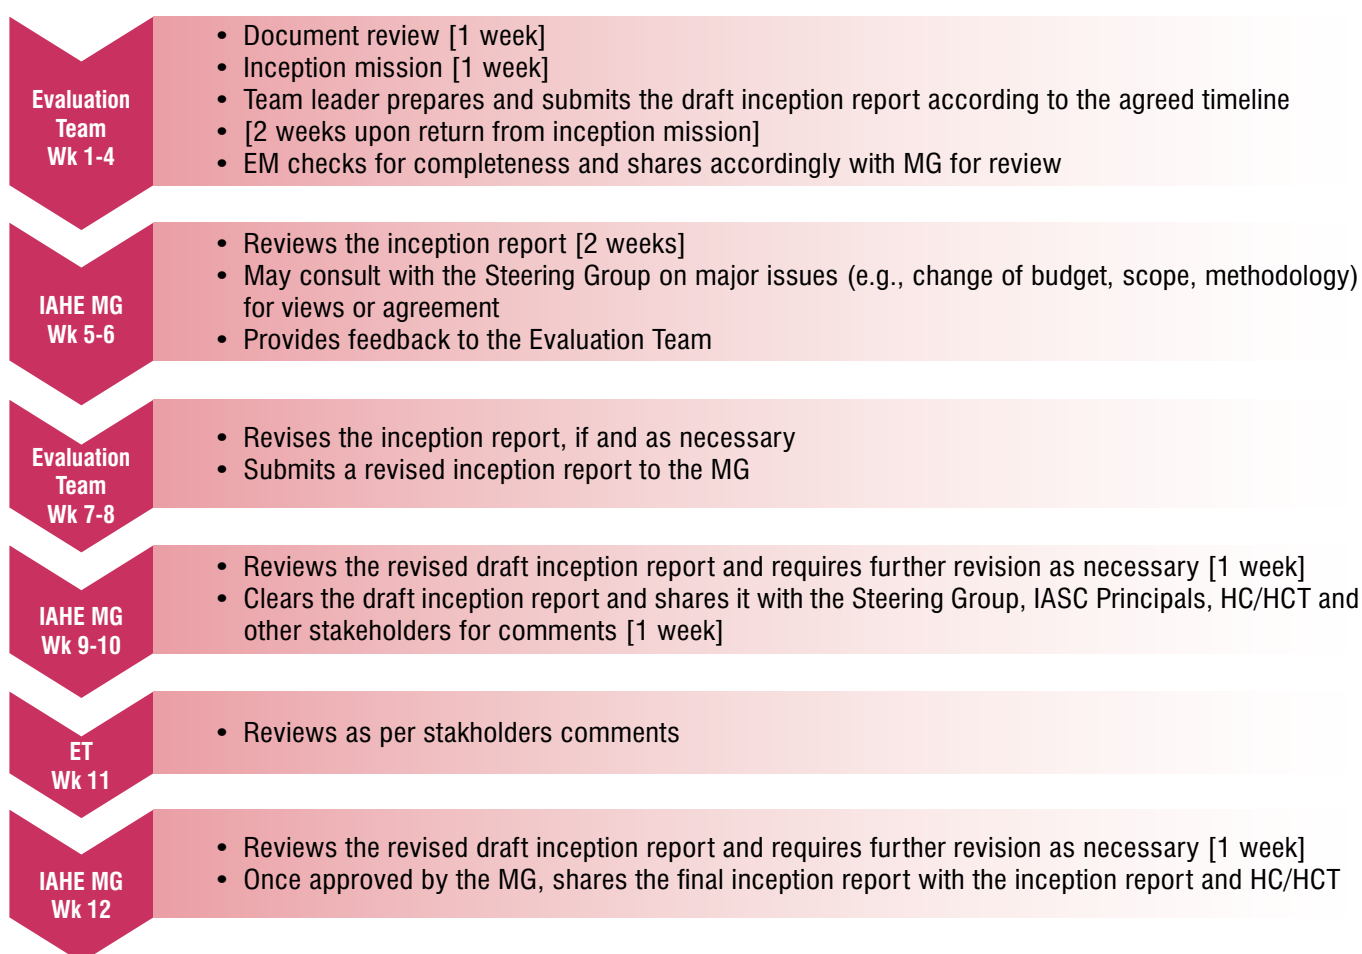 Evaluation
Team
Wk 1-4
• Document review [1 week]
• Inception mission [1 week]
• Team leader prepares and submits the draft inception report according to the agreed timeline
• [2 weeks upon return from inception mission]
• EM checks for completeness and shares accordingly with MG for review
IAHE MG
Wk 5-6
• Reviews the inception report [2 weeks]
• May consult with the Steering Group on major issues (e.g., change of budget, scope, methodology)
for views or agreement
• Provides feedback to the Evaluation Team
Evaluation
Team
Wk 7-8
• Revises the inception report, if and as necessary
• Submits a revised inception report to the MG
IAHE MG
Wk 9-10
• Reviews the revised draft inception report and requires further revision as necessary [1 week]
• Clears the draft inception report and shares it with the Steering Group, IASC Principals, HC/HCT and
other stakeholders for comments [1 week]
ET
Wk 11
• Reviews as per stakholders comments
IAHE MG
Wk 12
• Reviews the revised draft inception report and requires further revision as necessary [1 week]
• Once approved by the MG, shares the final inception report with the inception report and HC/HCT